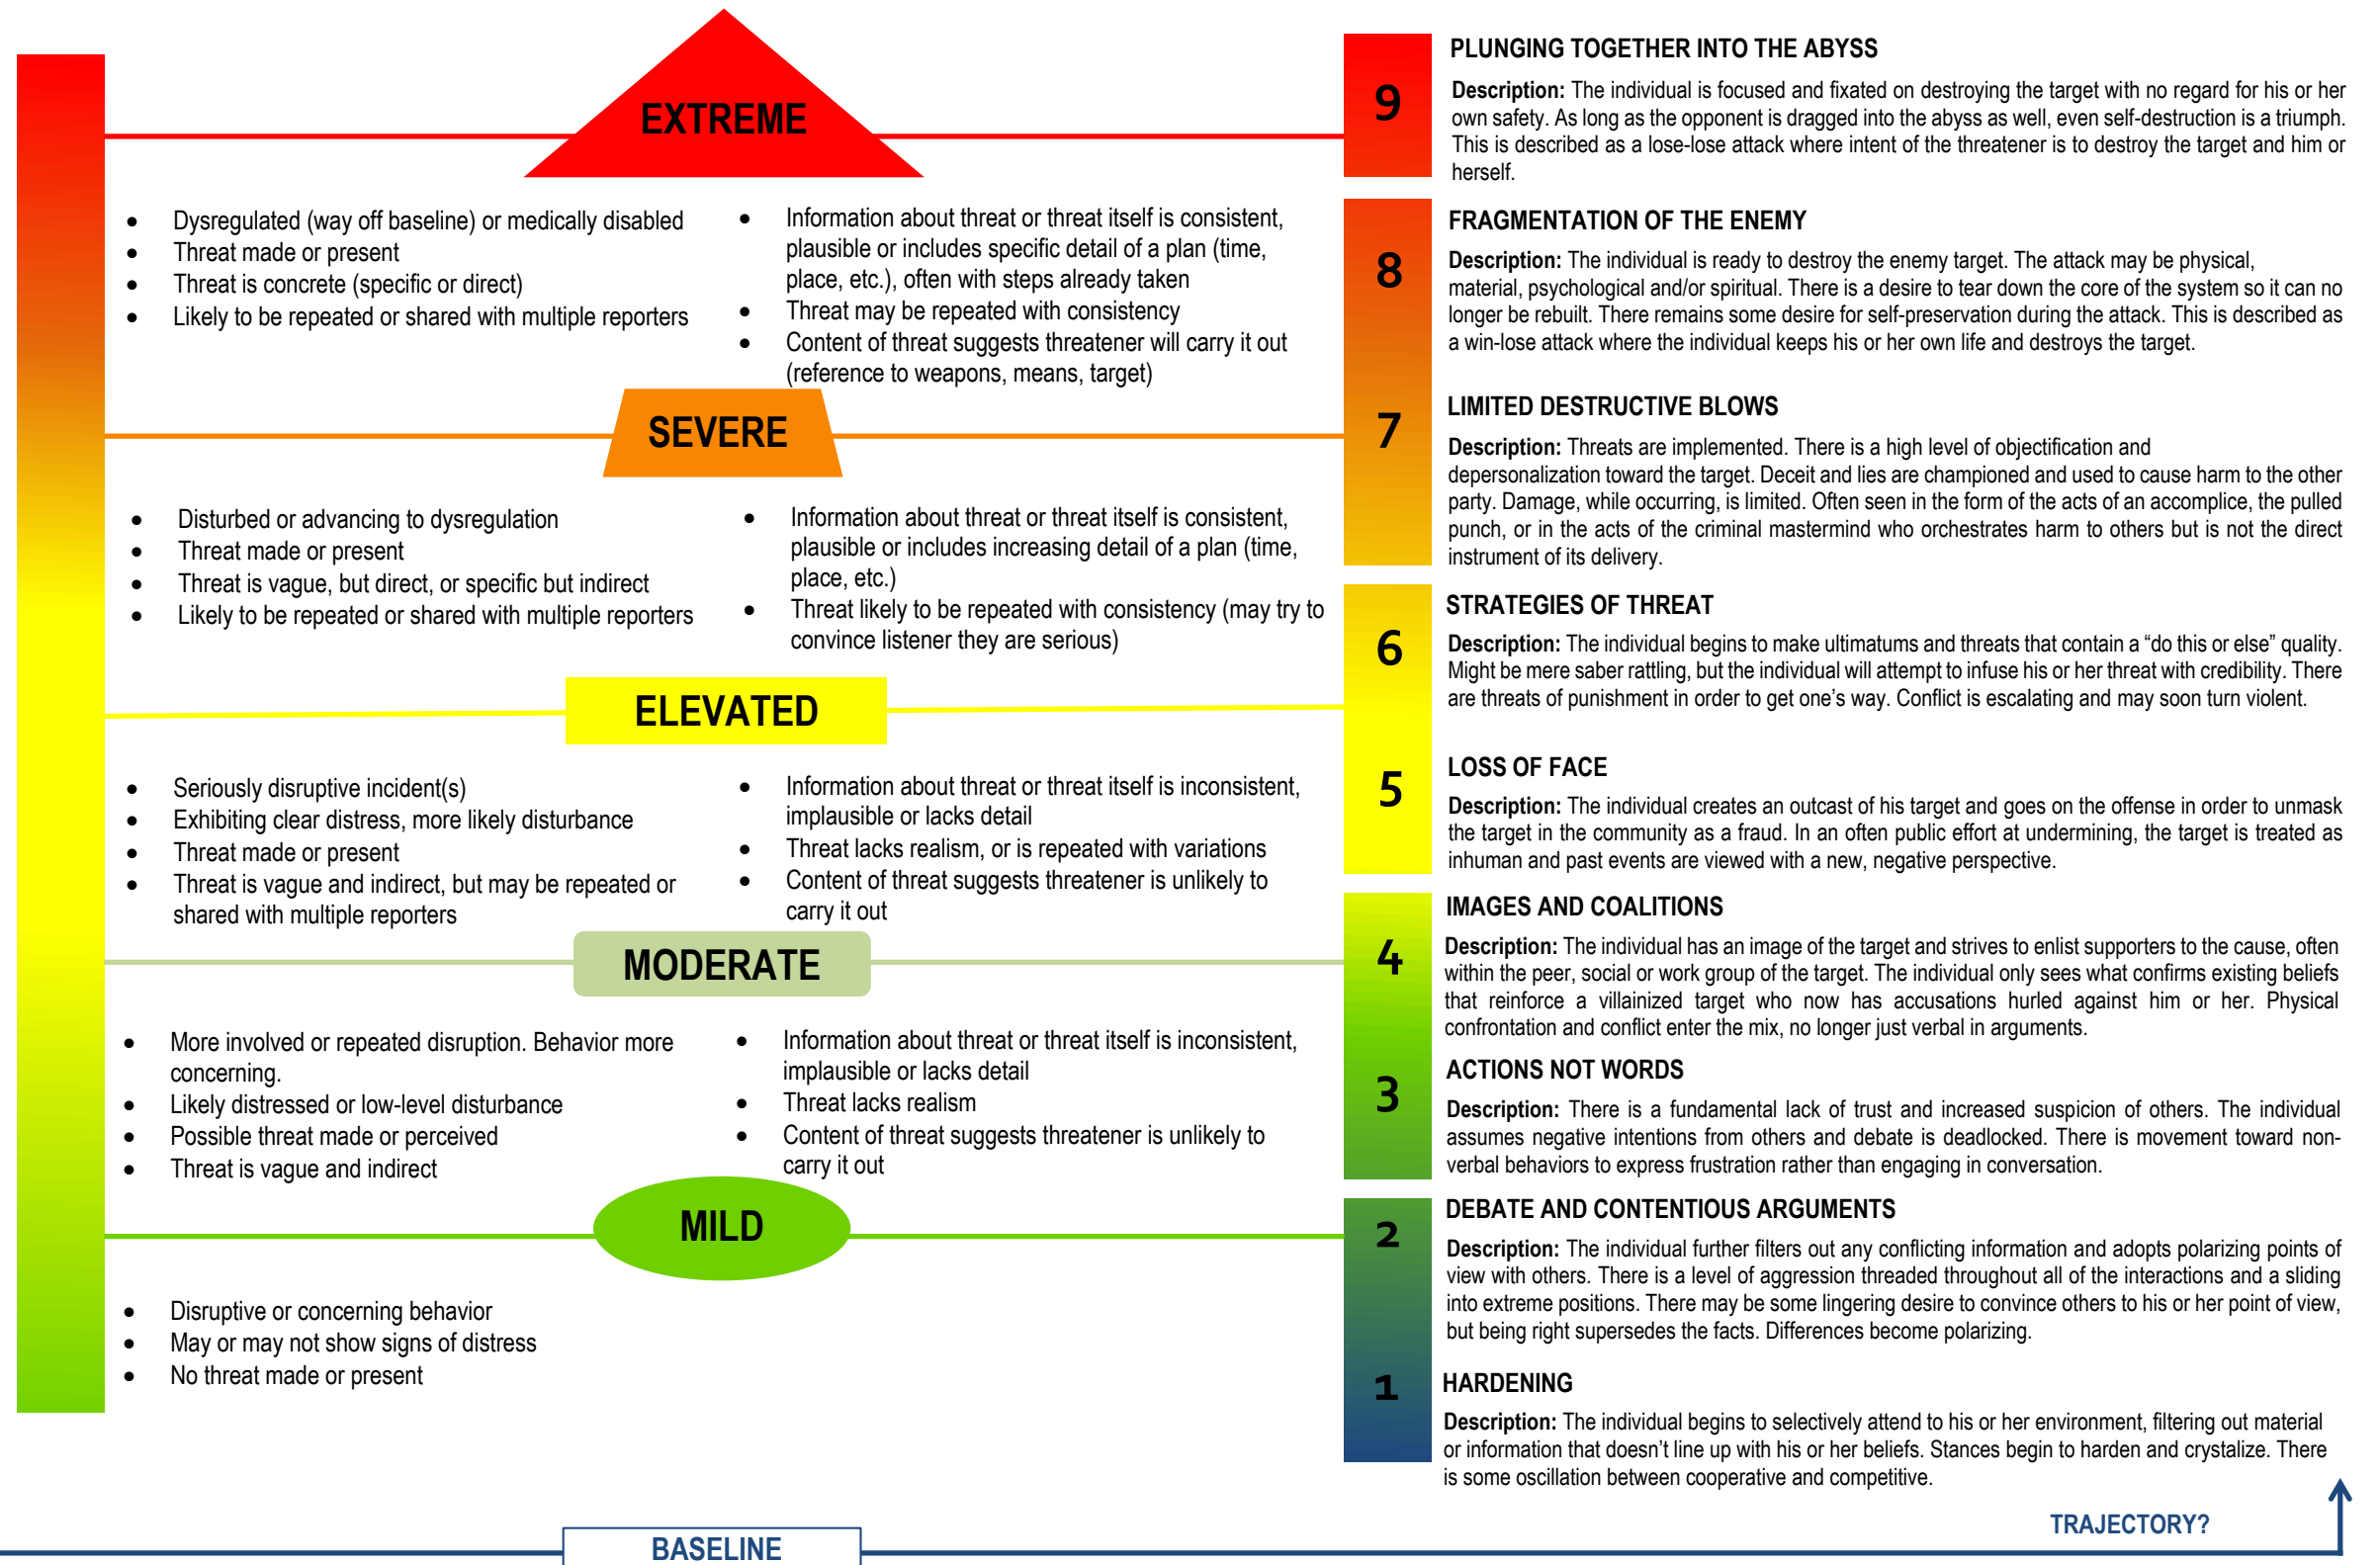 EXTREME
• Dysregulated (way off baseline) or medically disabled
• Threat made or present
• Threat is concrete (specific or direct)
• Likely to be repeated or shared with multiple reporters
• Information about threat or threat itself is consistent,
plausible or includes specific detail of a plan (time,
place, etc.), often with steps already taken
• Threat may be repeated with consistency
• Content of threat suggests threatener will carry it out
(reference to weapons, means, target)
SEVERE
• Disturbed or advancing to dysregulation
• Threat made or present
• Threat is vague, but direct, or specific but indirect
• Likely to be repeated or shared with multiple reporters
• Information about threat or threat itself is consistent,
plausible or includes increasing detail of a plan (time,
place, etc.)
• Threat likely to be repeated with consistency (may try to
convince listener they are serious)
ELEVATED
• Seriously disruptive incident(s)
• Exhibiting clear distress, more likely disturbance
• Threat made or present
• Threat is vague and indirect, but may be repeated or
shared with multiple reporters
• Information about threat or threat itself is inconsistent,
implausible or lacks detail
• Threat lacks realism, or is repeated with variations
• Content of threat suggests threatener is unlikely to
carry it out
MODERATE
• More involved or repeated disruption. Behavior more
concerning.
• Likely distressed or low-level disturbance
• Possible threat made or perceived
• Threat is vague and indirect
• Information about threat or threat itself is inconsistent,
implausible or lacks detail
• Threat lacks realism
• Content of threat suggests threatener is unlikely to
carry it out
MILD
• Disruptive or concerning behavior
• May or may not show signs of distress
• No threat made or present
BASELINE
9
PLUNGING TOGETHER INTO THE ABYSS
Description: The individual is focused and fixated on destroying the target with no regard for his or her
own safety. As long as the opponent is dragged into the abyss as well, even self-destruction is a triumph.
This is described as a lose-lose attack where intent of the threatener is to destroy the target and him or
herself.
8
FRAGMENTATION OF THE ENEMY
Description: The individual is ready to destroy the enemy target. The attack may be physical,
material, psychological and/or spiritual. There is a desire to tear down the core of the system so it can no
longer be rebuilt. There remains some desire for self-preservation during the attack. This is described as
a win-lose attack where the individual keeps his or her own life and destroys the target.
7
LIMITED DESTRUCTIVE BLOWS
Description: Threats are implemented. There is a high level of objectification and
depersonalization toward the target. Deceit and lies are championed and used to cause harm to the other
party. Damage, while occurring, is limited. Often seen in the form of the acts of an accomplice, the pulled
punch, or in the acts of the criminal mastermind who orchestrates harm to others but is not the direct
instrument of its delivery.
6
STRATEGIES OF THREAT
Description: The individual begins to make ultimatums and threats that contain a “do this or else” quality.
Might be mere saber rattling, but the individual will attempt to infuse his or her threat with credibility. There
are threats of punishment in order to get one’s way. Conflict is escalating and may soon turn violent.
5
LOSS OF FACE
Description: The individual creates an outcast of his target and goes on the offense in order to unmask
the target in the community as a fraud. In an often public effort at undermining, the target is treated as
inhuman and past events are viewed with a new, negative perspective.
4
IMAGES AND COALITIONS
Description: The individual has an image of the target and strives to enlist supporters to the cause, often
within the peer, social or work group of the target. The individual only sees what confirms existing beliefs
that reinforce a villainized target who now has accusations hurled against him or her. Physical
confrontation and conflict enter the mix, no longer just verbal in arguments.
3
ACTIONS NOT WORDS
Description: There is a fundamental lack of trust and increased suspicion of others. The individual
assumes negative intentions from others and debate is deadlocked. There is movement toward non-
verbal behaviors to express frustration rather than engaging in conversation.
2
DEBATE AND CONTENTIOUS ARGUMENTS
Description: The individual further filters out any conflicting information and adopts polarizing points of
view with others. There is a level of aggression threaded throughout all of the interactions and a sliding
into extreme positions. There may be some lingering desire to convince others to his or her point of view,
but being right supersedes the facts. Differences become polarizing.
1
HARDENING
Description: The individual begins to selectively attend to his or her environment, filtering out material
or information that doesn’t line up with his or her beliefs. Stances begin to harden and crystalize. There
is some oscillation between cooperative and competitive.
TRAJECTORY?